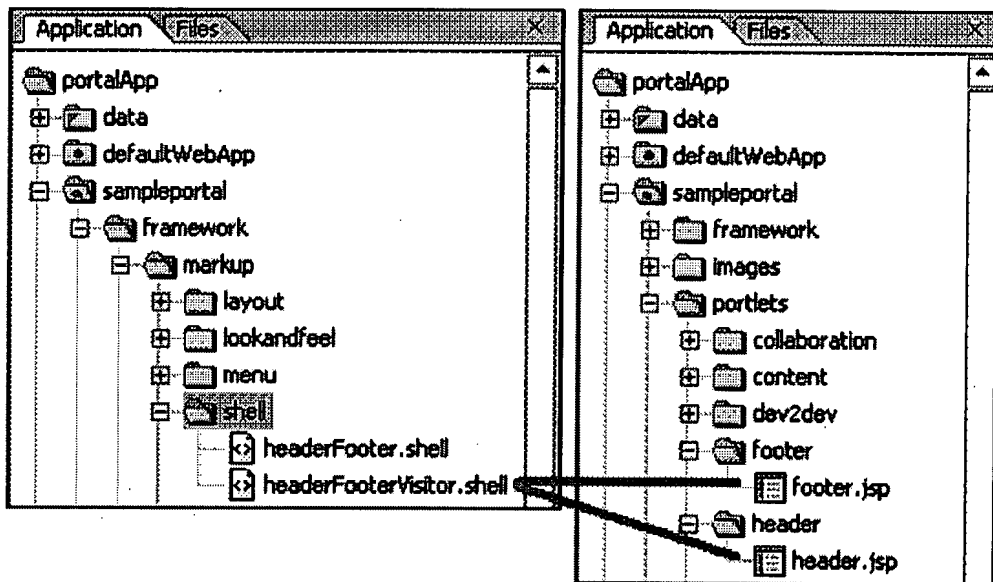 Application Files
portalApp
data
defaultWebApp
sampleportal
framework
markup
layout
lookandfeel
menu
shell
headerFooter.shell
headerFooterVisitor.shell
Application Files
portalApp
data
defaultWebApp
sampleportal
framework
images
portlets
collaboration
content
dev2dev
footer
footer.jsp
header
header.jsp